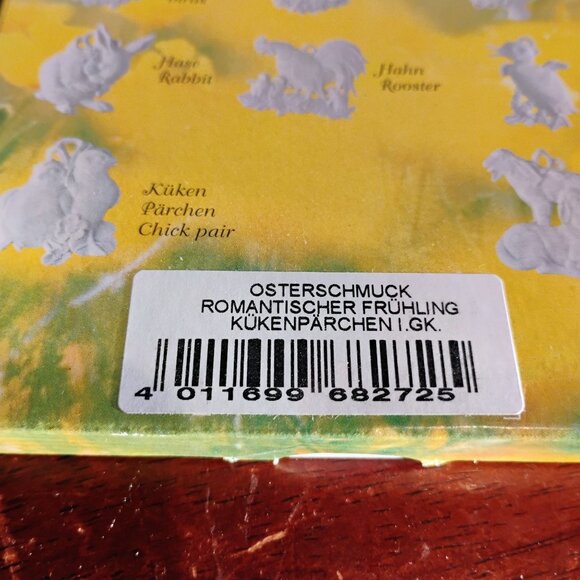 Hase
Rabbit
Hahn
Rooster
Küken
Pärchen
Chick pair
OSTERSCHMUCK
ROMANTISCHER FRÜHLING
KÜKENPÄRCHEN I.GK.
4 011699 682725